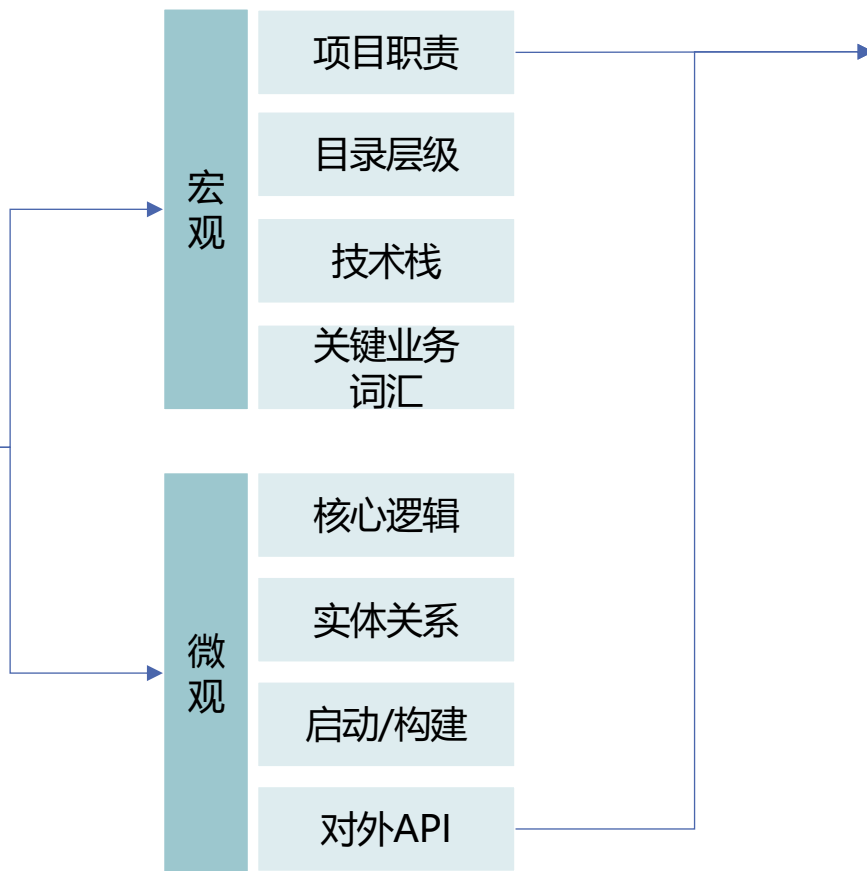 宏
观
项目职责
目录层级
技术栈
关键业务
词汇
微
观
核心逻辑
实体关系
启动/构建
对外API